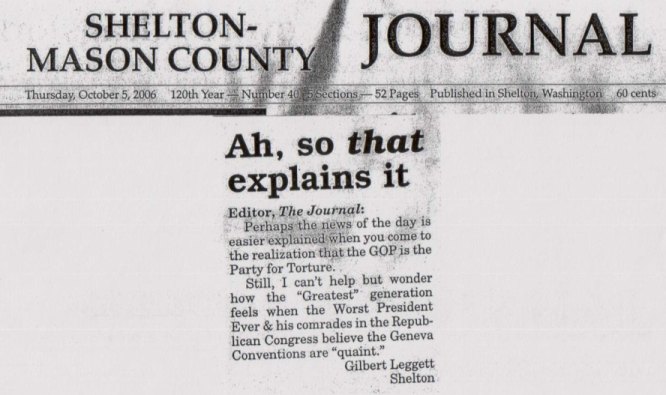 SHELTON-
MASON COUNTY
JOURNAL
Thursday, October 5, 2006 120th Year — Number 40 5 Sections — 52 Pages Published in Shelton, Washington 60 cents
Ah, so that
explains it
Editor, The Journal:
Perhaps the news of the day is
easier explained when you come to
the realization that the GOP is the
Party for Torture.
Still, I can't help but wonder
how the "Greatest" generation
feels when the Worst President
Ever & his comrades in the Repub-
lican Congress believe the Geneva
Conventions are "quaint."
Gilbert Leggett
Shelton